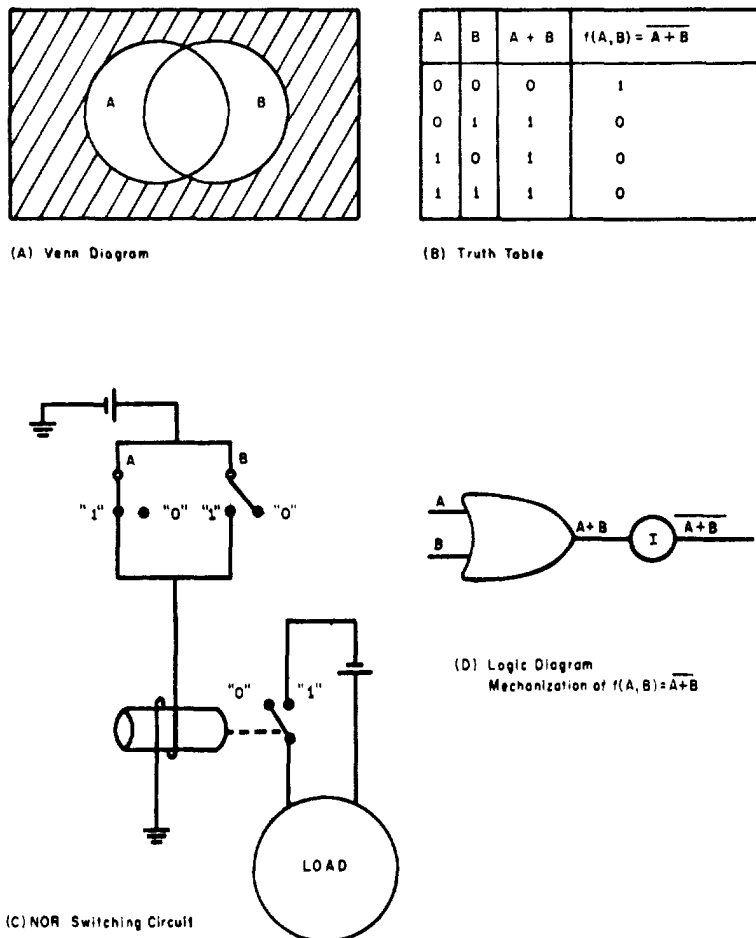 A B
(A) Venn Diagram
A B A + B f(A,B) = A̅+̅B̅
0 0 0 1
0 1 1 0
1 0 1 0
1 1 1 0
(B) Truth Table
A B
"1" "0" "1" "0"
"0" "1"
LOAD
(C) NOR Switching Circuit
A
B
A+B I A̅+̅B̅
(D) Logic Diagram
Mechanization of f(A,B) = A̅+̅B̅